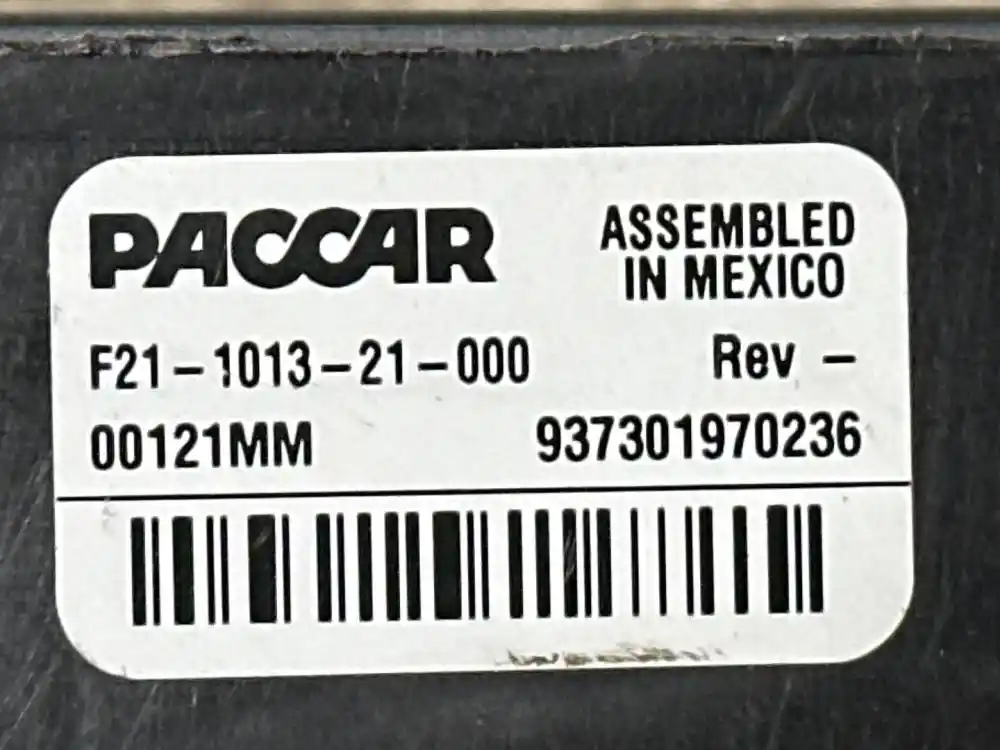 PACCAR
ASSEMBLED
IN MEXICO
F21-1013-21-000
Rev -
00121MM
937301970236